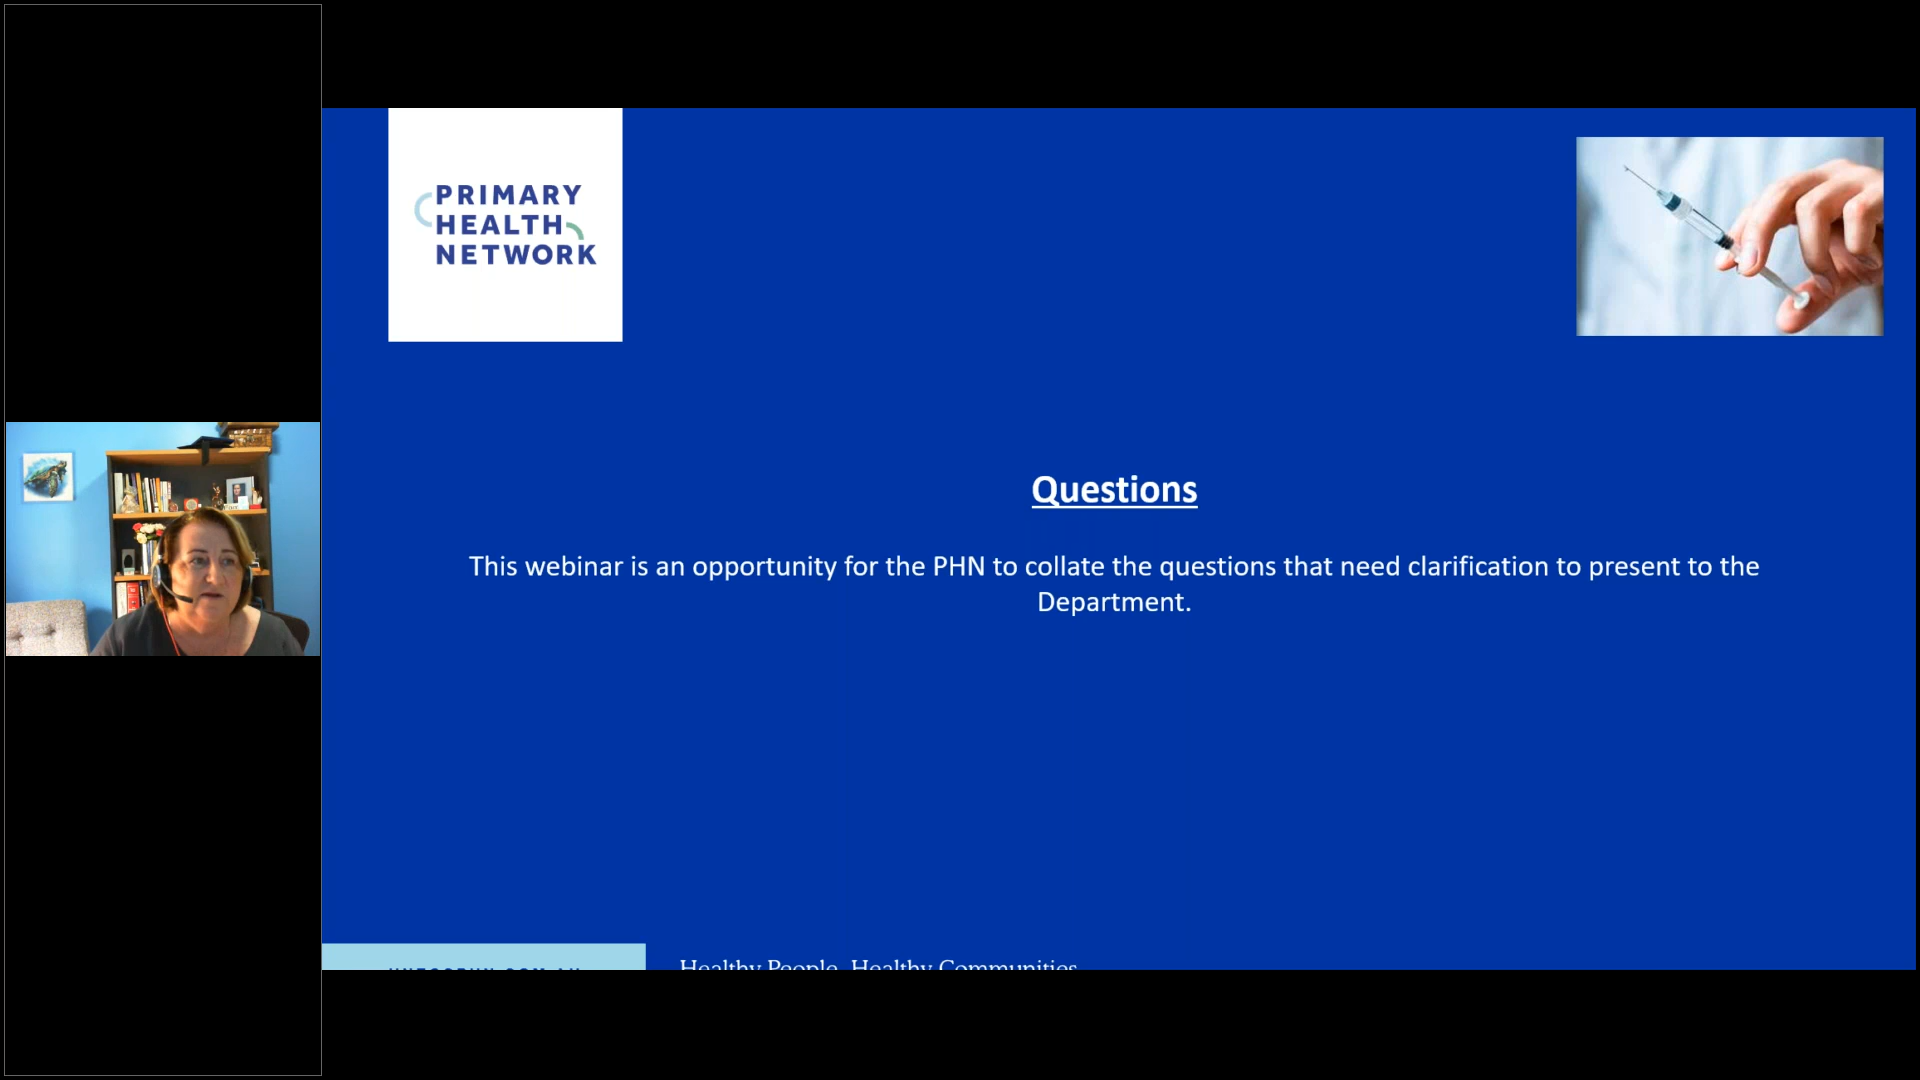 PRIMARY
HEALTH
NETWORK
Questions
This webinar is an opportunity for the PHN to collate the questions that need clarification to present to the
Department.
Healthy People, Healthy Communities